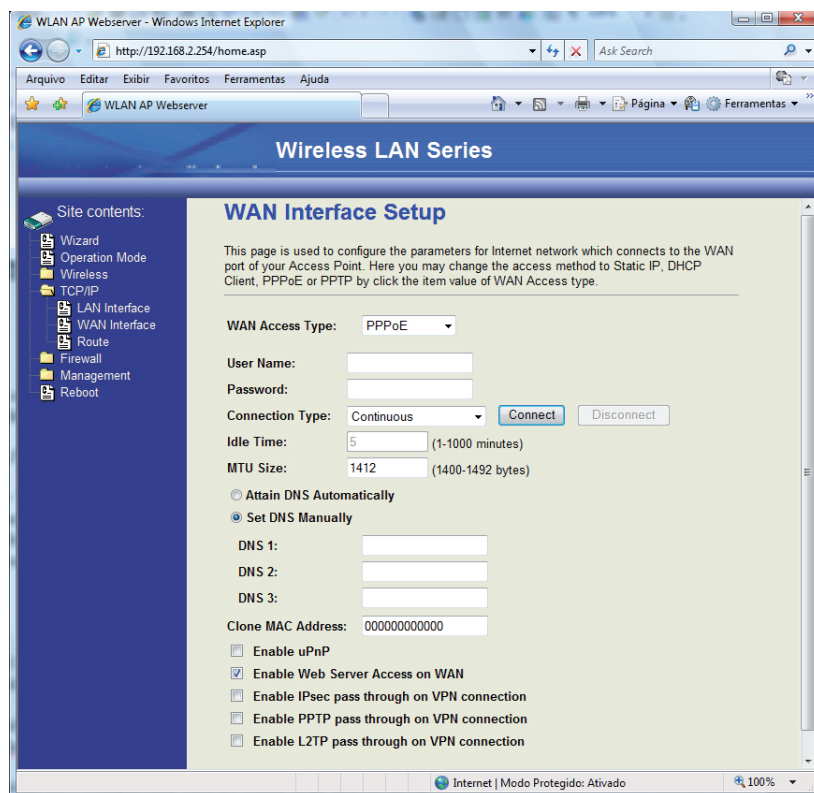 WLAN AP Webserver - Windows Internet Explorer
http://192.168.2.254/home.asp
Ask Search
Arquivo Editar Exibir Favoritos Ferramentas Ajuda
WLAN AP Webserver
Página Ferramentas »
Wireless LAN Series
Site contents:
Wizard
Operation Mode
Wireless
TCP/IP
LAN Interface
WAN Interface
Route
Firewall
Management
Reboot
WAN Interface Setup
This page is used to configure the parameters for Internet network which connects to the WAN
port of your Access Point. Here you may change the access method to Static IP, DHCP
Client, PPPoE or PPTP by click the item value of WAN Access type.
WAN Access Type: PPPoE
User Name:
Password:
Connection Type: Continuous Connect Disconnect
Idle Time: 5 (1-1000 minutes)
MTU Size: 1412 (1400-1492 bytes)
Attain DNS Automatically
Set DNS Manually
DNS 1:
DNS 2:
DNS 3:
Clone MAC Address: 000000000000
Enable uPnP
Enable Web Server Access on WAN
Enable IPsec pass through on VPN connection
Enable PPTP pass through on VPN connection
Enable L2TP pass through on VPN connection
Internet | Modo Protegido: Ativado 100%